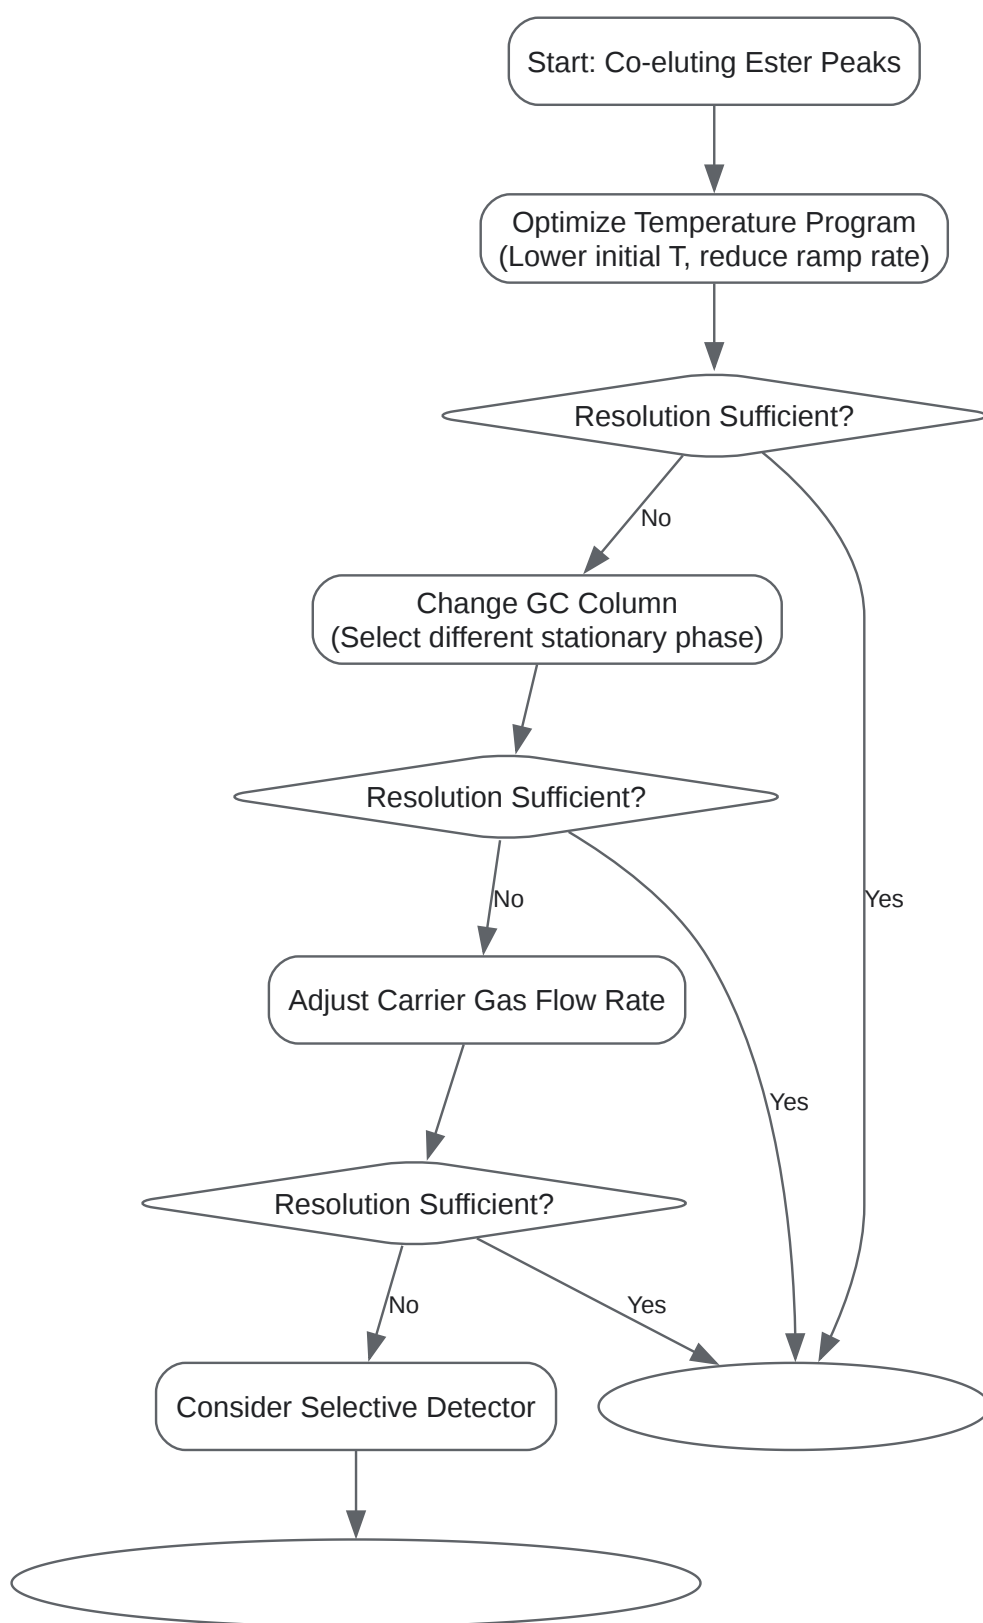 Start: Co-eluting Ester Peaks
Optimize Temperature Program
(Lower initial T, reduce ramp rate)
Resolution Sufficient?
No
Change GC Column
(Select different stationary phase)
Resolution Sufficient?
No
Yes
Adjust Carrier Gas Flow Rate
Yes
Resolution Sufficient?
No
Yes
Consider Selective Detector